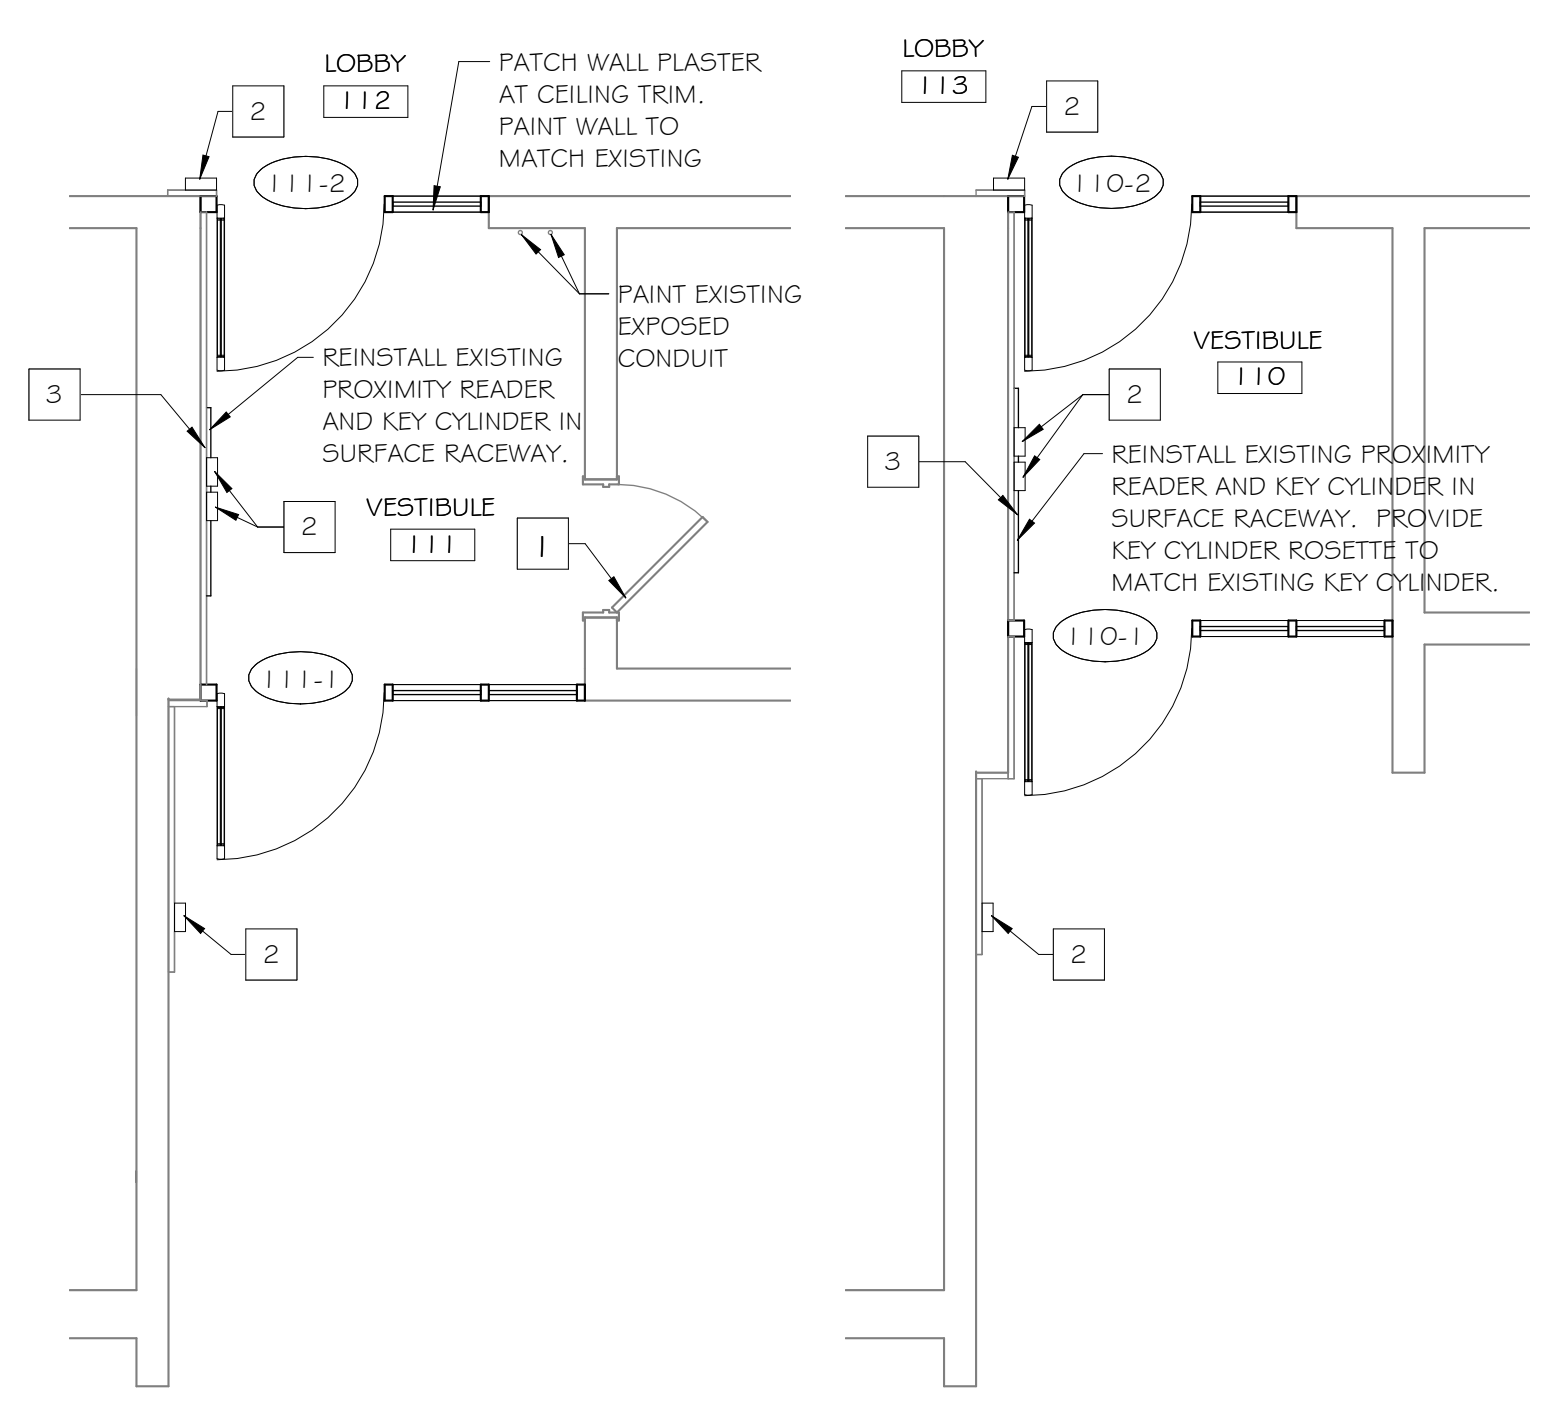 LOBBY
112
2
PATCH WALL PLASTER
AT CEILING TRIM.
PAINT WALL TO
MATCH EXISTING
111-2
PAINT EXISTING
EXPOSED
CONDUIT
REINSTALL EXISTING
PROXIMITY READER
AND KEY CYLINDER IN
SURFACE RACEWAY.
3
2
VESTIBULE
111
1
111-1
2
LOBBY
113
2
110-2
VESTIBULE
110
2
3
REINSTALL EXISTING PROXIMITY
READER AND KEY CYLINDER IN
SURFACE RACEWAY. PROVIDE
KEY CYLINDER ROSETTE TO
MATCH EXISTING KEY CYLINDER.
110-1
2